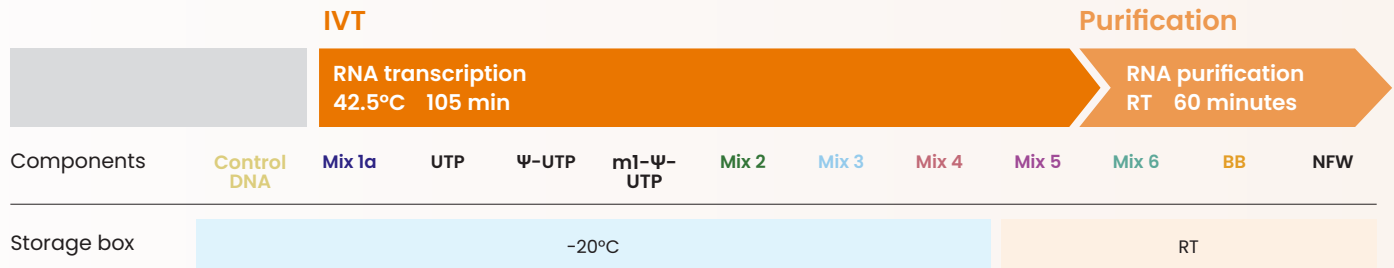 IVT Purification
RNA transcription
42.5°C 105 min
RNA purification
RT 60 minutes
Components Control DNA Mix 1a UTP Ψ-UTP m1-Ψ-UTP Mix 2 Mix 3 Mix 4 Mix 5 Mix 6 BB NFW
Storage box -20°C RT